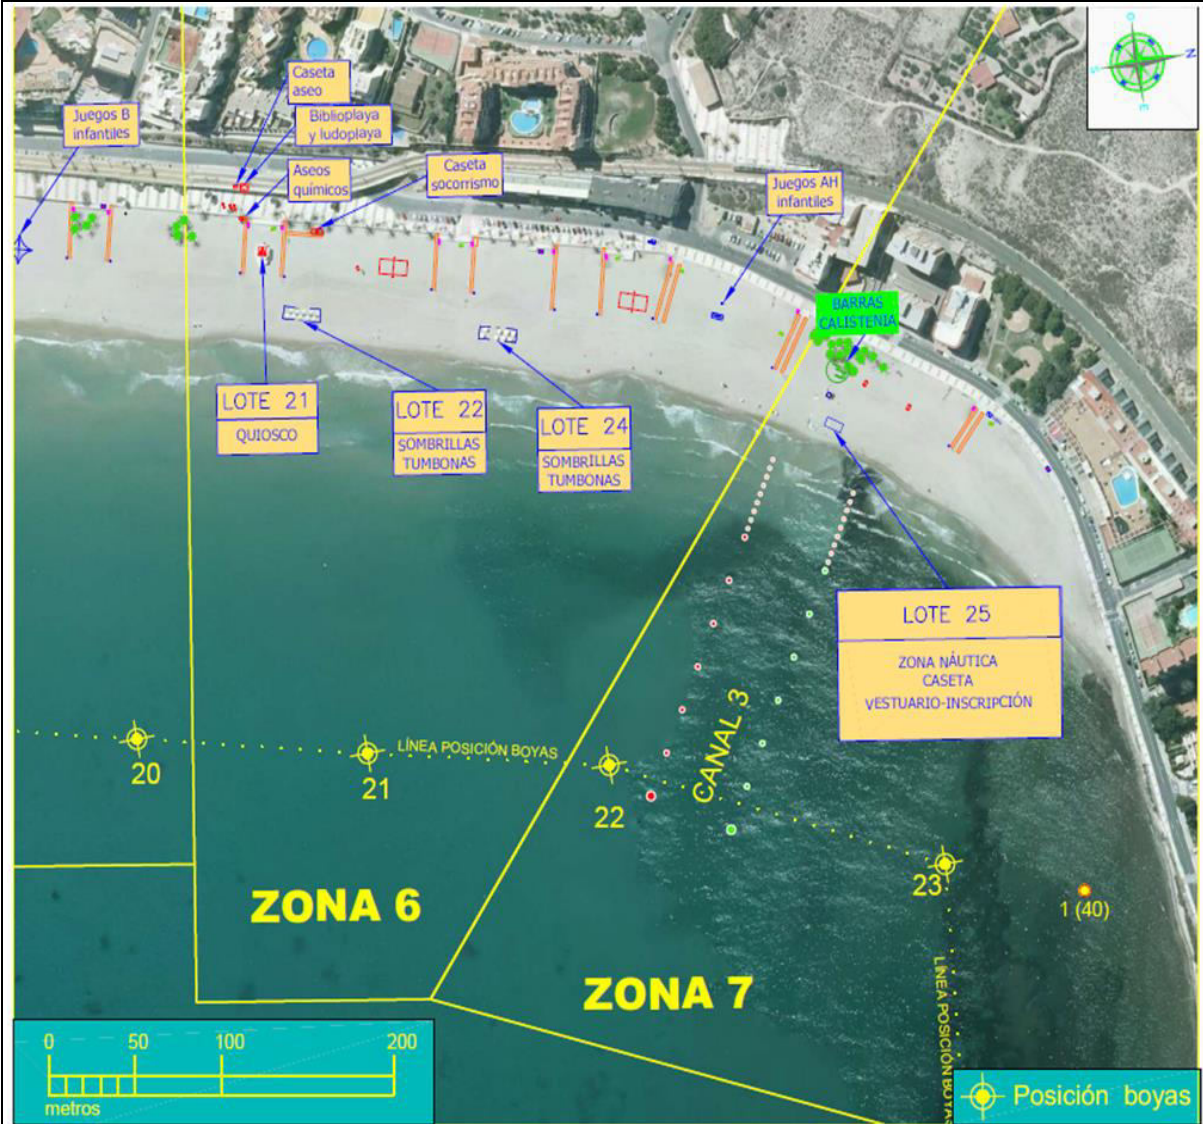 O
N
S
E
Caseta
aseo
Juegos B
infantiles
Biblioplaya
y ludoplaya
Aseos
químicos
Caseta
socorrismo
Juegos AH
infantiles
BARRAS
CALISTENIA
LOTE 21
QUIOSCO
LOTE 22
SOMBRILLAS
TUMBONAS
LOTE 24
SOMBRILLAS
TUMBONAS
LOTE 25
ZONA NÁUTICA
CASETA
VESTUARIO-INSCRIPCIÓN
CANAL 3
LÍNEA POSICIÓN BOYAS
20
21
22
23
1 (40)
ZONA 6
ZONA 7
LÍNEA POSICIÓN BOYAS
0 50 100 200
metros
Posición boyas